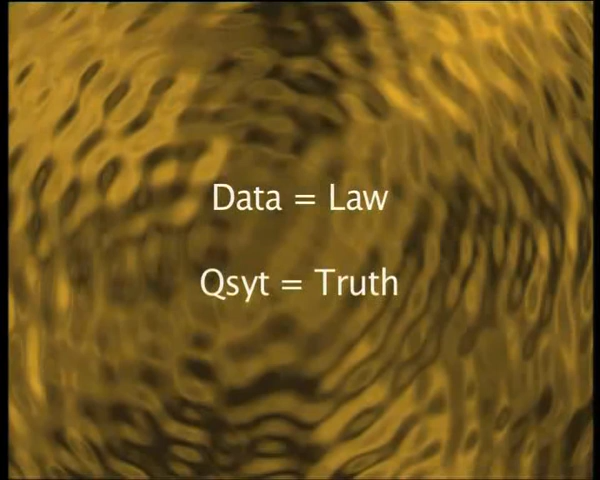 Data = Law
Qsyt = Truth